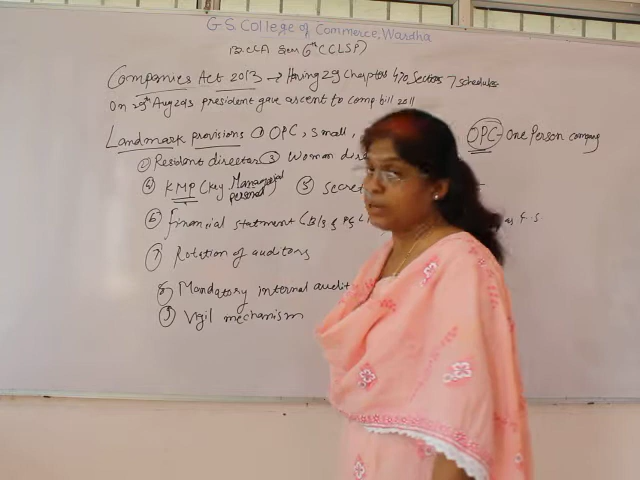 G.S. College of Commerce, Wardha
B.CCA Sem 6th (CLSP)
Companies Act 2013 → Having 29 Chapters 470 Sections 7 schedules
On 29th Aug 2013 president gave ascent to comp bill 2011
Landmark provisions ① OPC, small, OPC - One Person company
② Resident director ③ Woman
④ KMP (Key Managerial personal) ⑤
⑥ Financial statement (B/s & P&L
⑦ Rotation of auditors
⑧ Mandatory internal audit
⑨ Vigil mechanism